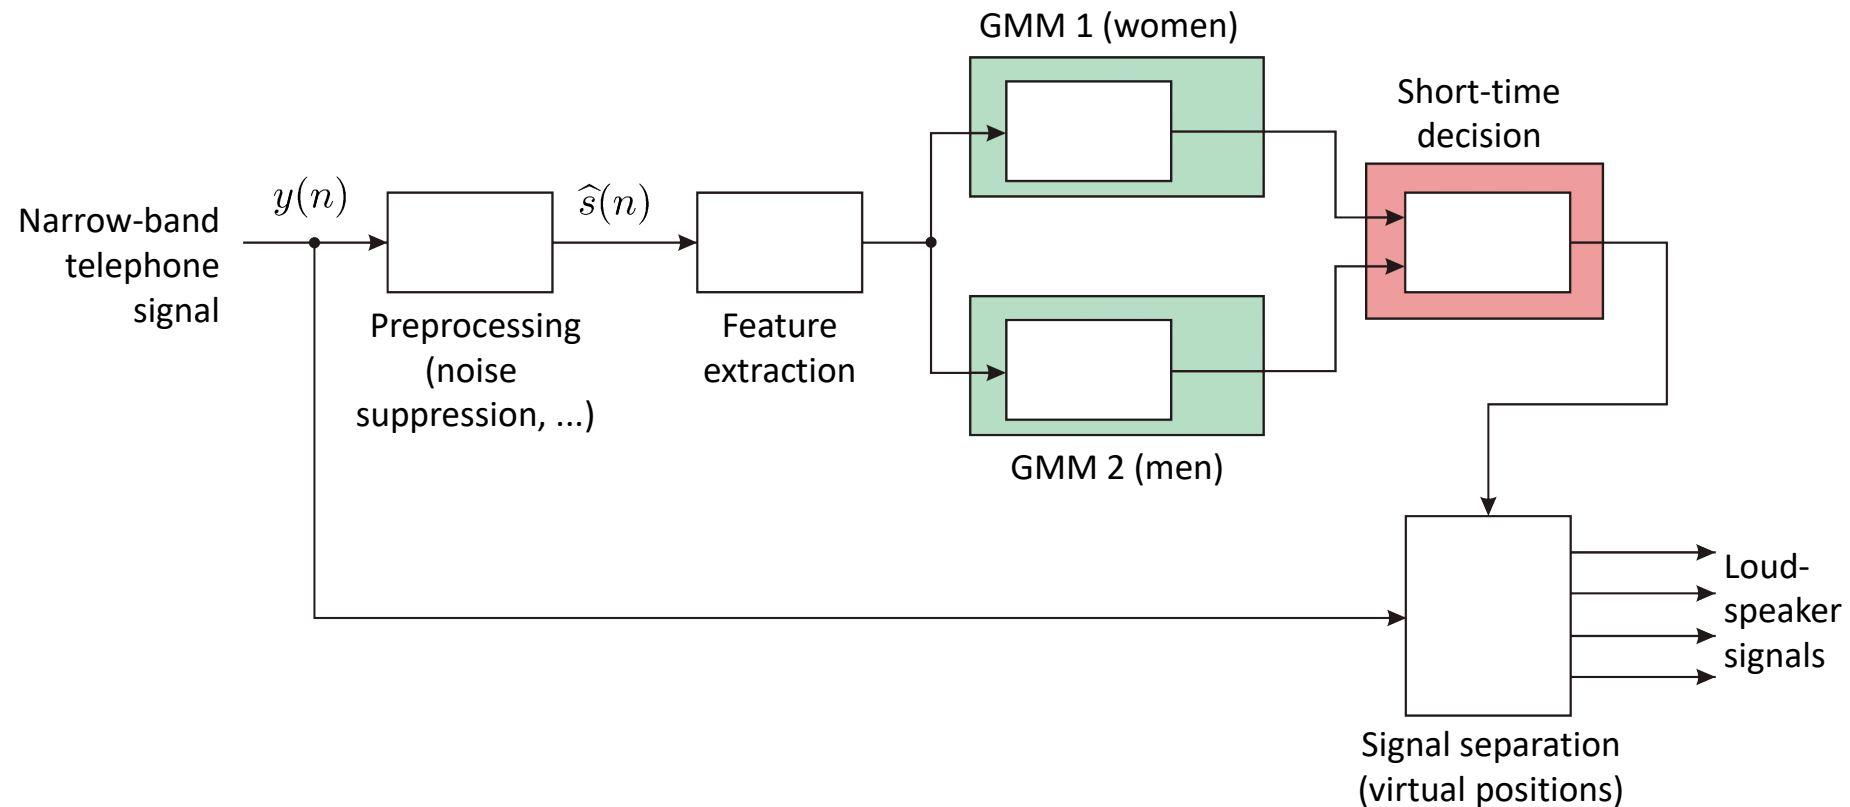 GMM 1 (women)
Short-time
decision
Narrow-band
telephone
signal
y(n)
ŝ(n)
Preprocessing
(noise
suppression, ...)
Feature
extraction
GMM 2 (men)
Loud-
speaker
signals
Signal separation
(virtual positions)